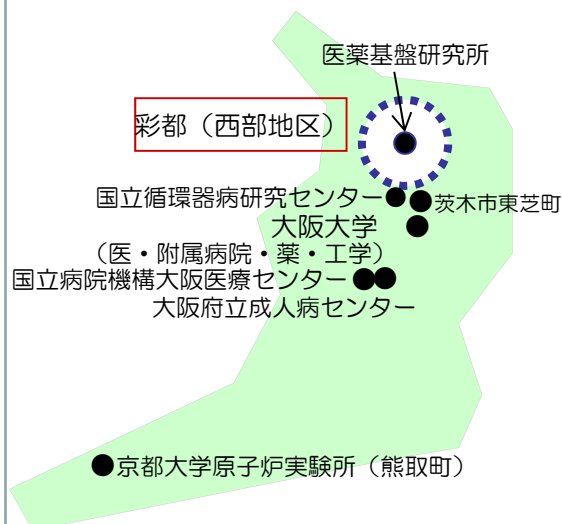 医薬基盤研究所
彩都（西部地区）
国立循環器病研究センター
茨木市東芝町
大阪大学
（医・附属病院・薬・工学）
国立病院機構大阪医療センター
大阪府立成人病センター
京都大学原子炉実験所（熊取町）